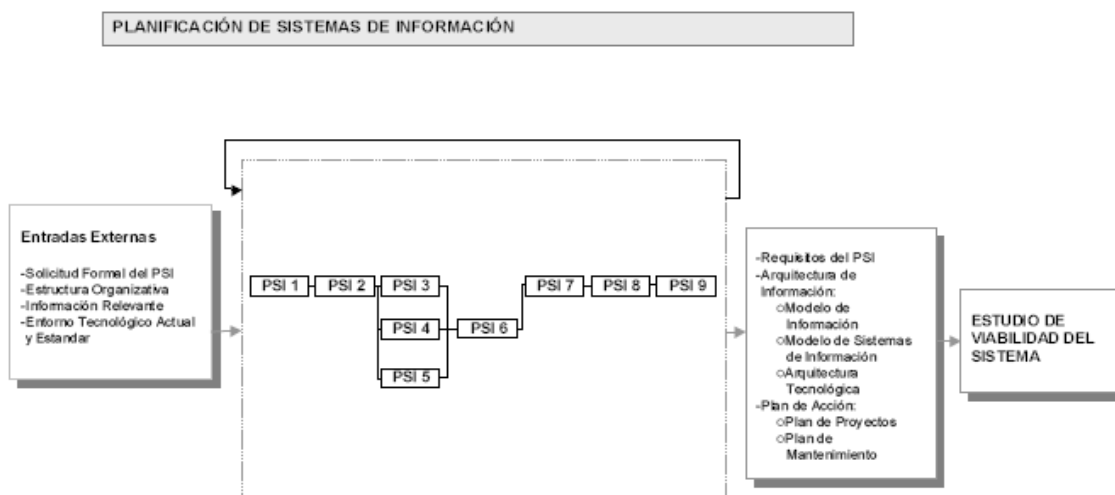 PLANIFICACIÓN DE SISTEMAS DE INFORMACIÓN
Entradas Externas
-Solicitud Formal del PSI
-Estructura Organizativa
-Información Relevante
-Entorno Tecnológico Actual
y Estandar
PSI 1
PSI 2
PSI 3
PSI 4
PSI 5
PSI 6
PSI 7
PSI 8
PSI 9
-Requisitos del PSI
-Arquitectura de
Información:
oModelo de
Información
oModelo de Sistemas
de Información
oArquitectura
Tecnológica
-Plan de Acción:
oPlan de Proyectos
oPlan de
Mantenimiento
ESTUDIO DE
VIABILIDAD DEL
SISTEMA